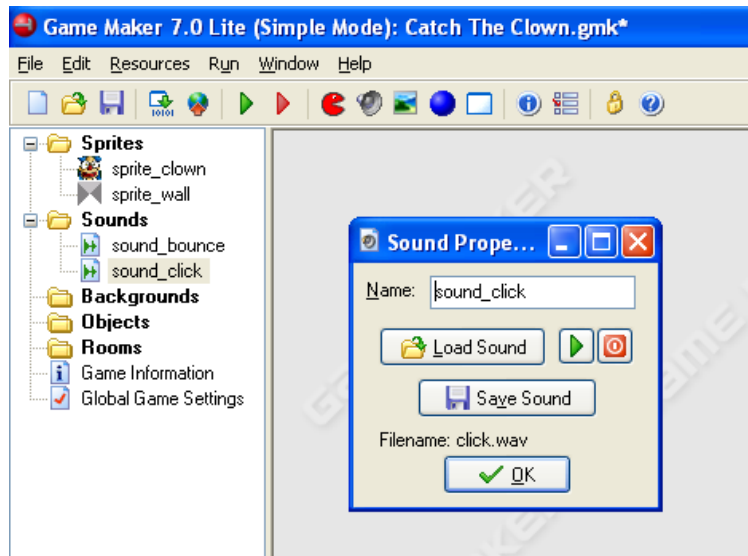 Game Maker 7.0 Lite (Simple Mode): Catch The Clown.gmk*
File Edit Resources Run Window Help
Sprites
sprite_clown
sprite_wall
Sounds
sound_bounce
sound_click
Backgrounds
Objects
Rooms
Game Information
Global Game Settings
Sound Prope...
Name: sound_click
Load Sound
Save Sound
Filename: click.wav
OK